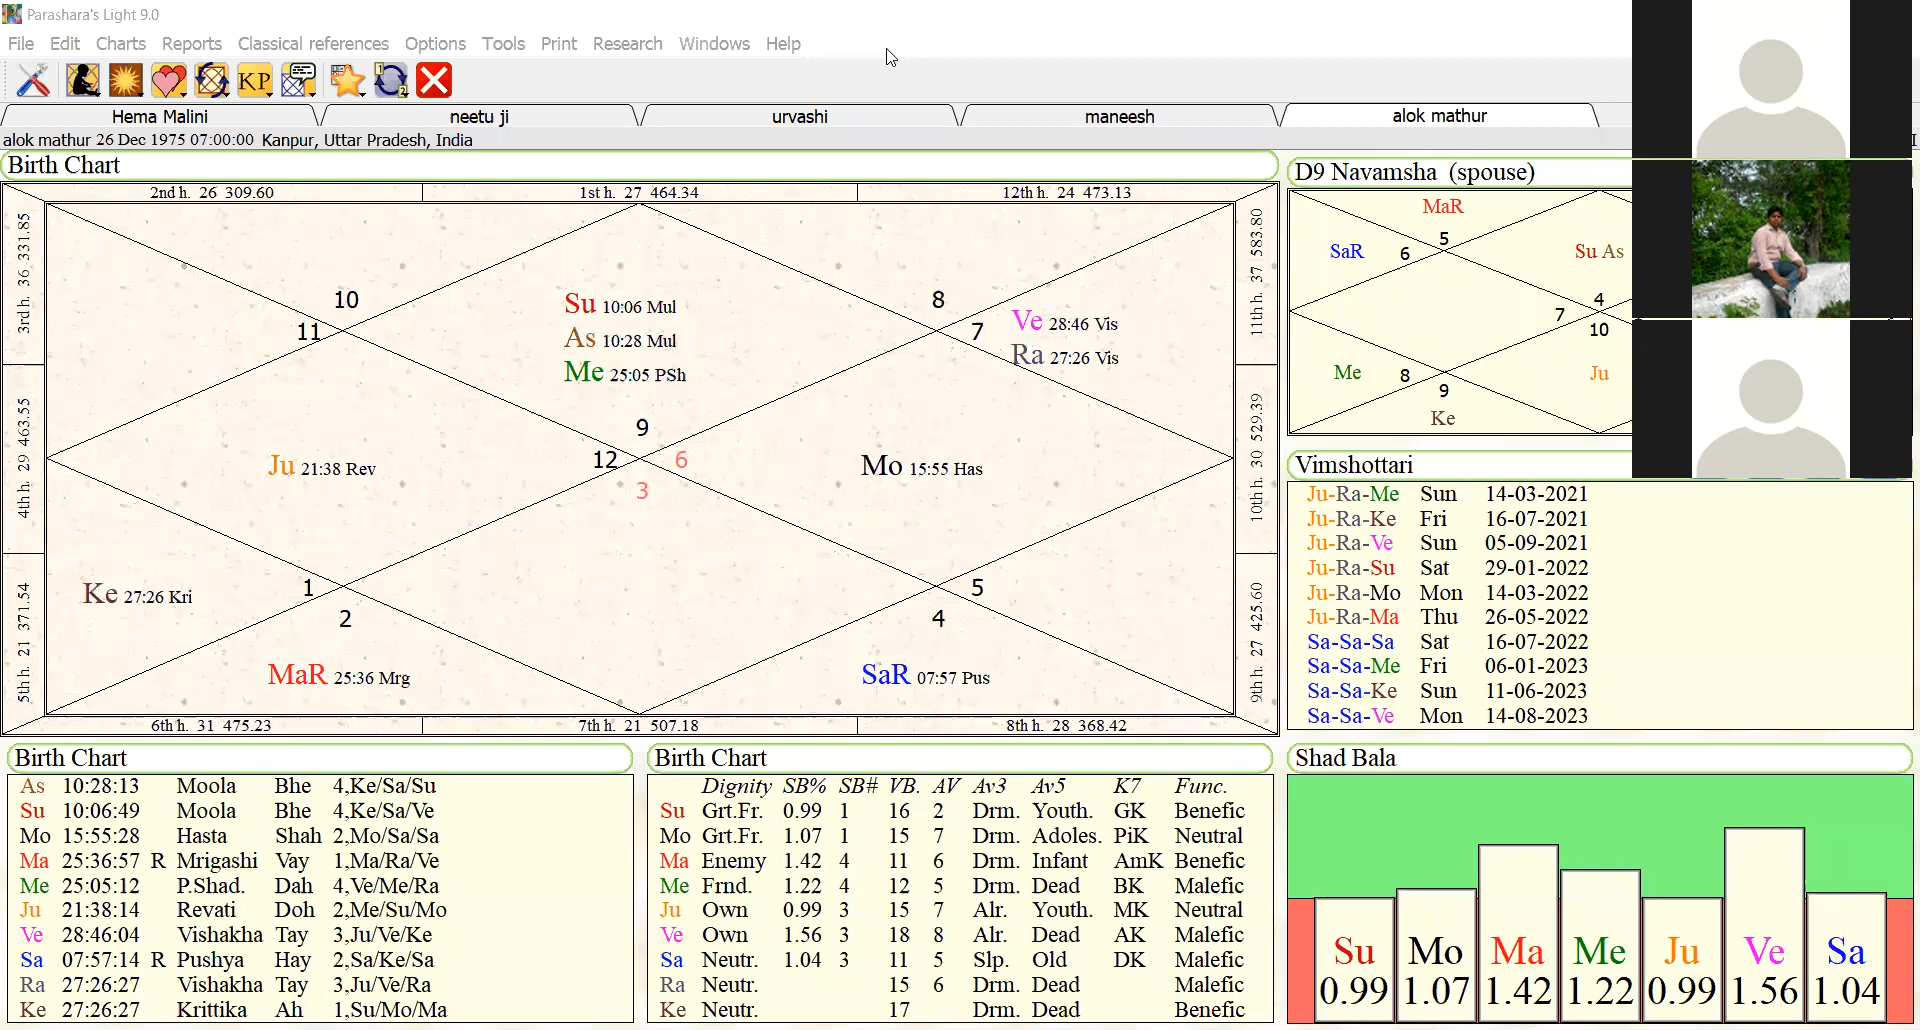 Parashara's Light 9.0
File Edit Charts Reports Classical references Options Tools Print Research Windows Help
KP
Hema Malini neetu ji urvashi maneesh alok mathur
alok mathur 26 Dec 1975 07:00:00 Kanpur, Uttar Pradesh, India
Birth Chart
2nd h. 26 309.60 1st h. 27 464.34 12th h. 24 473.13
3rd h. 36 331.85
4th h. 29 463.55
5th h. 21 371.54
11th h. 37 583.80
10th h. 30 529.39
9th h. 27 425.60
10
11
Su 10:06 Mul
As 10:28 Mul
Me 25:05 PSh
8
7
Ve 28:46 Vis
Ra 27:26 Vis
9
12 6
3
Ju 21:38 Rev
Mo 15:55 Has
Ke 27:26 Kri
1
2
5
4
MaR 25:36 Mrg
SaR 07:57 Pus
6th h. 31 475.23 7th h. 21 507.18 8th h. 28 368.42
D9 Navamsha (spouse)
MaR
SaR 6 5 Su As
4
7
10
Me 8 Ju
9
Ke
Vimshottari
Ju-Ra-Me Sun 14-03-2021
Ju-Ra-Ke Fri 16-07-2021
Ju-Ra-Ve Sun 05-09-2021
Ju-Ra-Su Sat 29-01-2022
Ju-Ra-Mo Mon 14-03-2022
Ju-Ra-Ma Thu 26-05-2022
Sa-Sa-Sa Sat 16-07-2022
Sa-Sa-Me Fri 06-01-2023
Sa-Sa-Ke Sun 11-06-2023
Sa-Sa-Ve Mon 14-08-2023
Birth Chart
As 10:28:13 Moola Bhe 4,Ke/Sa/Su
Su 10:06:49 Moola Bhe 4,Ke/Sa/Ve
Mo 15:55:28 Hasta Shah 2,Mo/Sa/Sa
Ma 25:36:57 R Mrigashi Vay 1,Ma/Ra/Ve
Me 25:05:12 P.Shad. Dah 4,Ve/Me/Ra
Ju 21:38:14 Revati Doh 2,Me/Su/Mo
Ve 28:46:04 Vishakha Tay 3,Ju/Ve/Ke
Sa 07:57:14 R Pushya Hay 2,Sa/Ke/Sa
Ra 27:26:27 Vishakha Tay 3,Ju/Ve/Ra
Ke 27:26:27 Krittika Ah 1,Su/Mo/Ma
Birth Chart
Dignity SB% SB# VB. AV Av3 Av5 K7 Func.
Su Grt.Fr. 0.99 1 16 2 Drm. Youth. GK Benefic
Mo Grt.Fr. 1.07 1 15 7 Drm. Adoles. PiK Neutral
Ma Enemy 1.42 4 11 6 Drm. Infant AmK Benefic
Me Frnd. 1.22 4 12 5 Drm. Dead BK Malefic
Ju Own 0.99 3 15 7 Alr. Youth. MK Neutral
Ve Own 1.56 3 18 8 Alr. Dead AK Malefic
Sa Neutr. 1.04 3 11 5 Slp. Old DK Malefic
Ra Neutr. 15 6 Drm. Dead Malefic
Ke Neutr. 17 Drm. Dead Benefic
Shad Bala
Su Mo Ma Me Ju Ve Sa
0.99 1.07 1.42 1.22 0.99 1.56 1.04